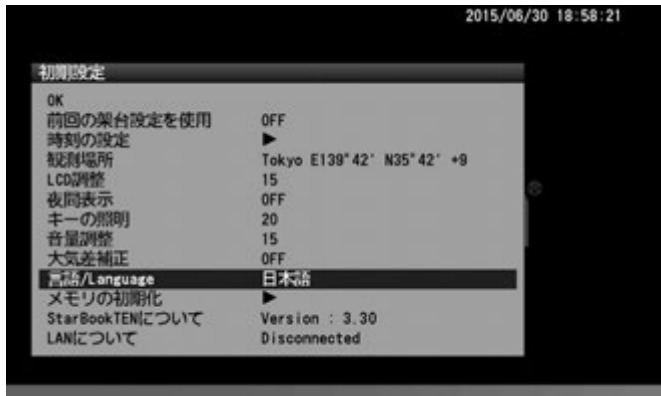 2015/06/30 18:58:21
初期設定
OK
前回の架台設定を使用 OFF
時刻の設定 ▶
観測場所 Tokyo E139°42′ N35°42′ +9
LCD調整 15
夜間表示 OFF
キーの照明 20
音量調整 15
大気差補正 OFF
言語/Language 日本語
メモリの初期化 ▶
StarBookTENについて Version : 3.30
LANについて Disconnected
®